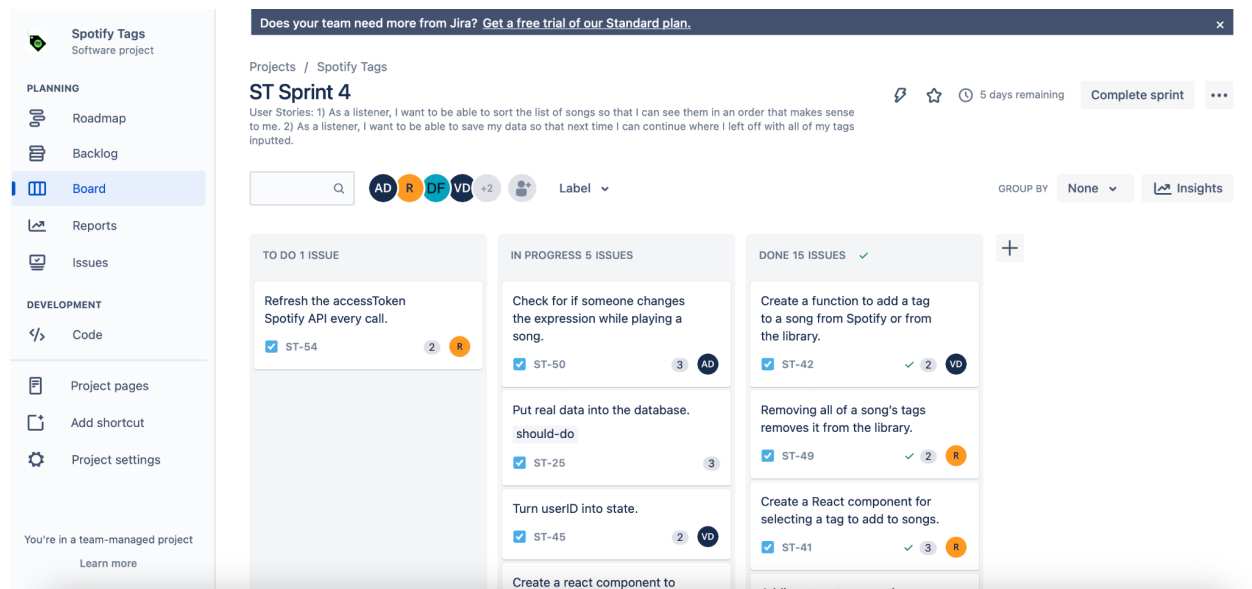 Does your team need more from Jira? Get a free trial of our Standard plan.
Spotify Tags
Software project
PLANNING
Roadmap
Backlog
Board
Reports
Issues
DEVELOPMENT
Code
Project pages
Add shortcut
Project settings
You're in a team-managed project
Learn more
Projects / Spotify Tags
ST Sprint 4
User Stories: 1) As a listener, I want to be able to sort the list of songs so that I can see them in an order that makes sense
to me. 2) As a listener, I want to be able to save my data so that next time I can continue where I left off with all of my tags
inputted.
5 days remaining
Complete sprint
AD R DF VD +2
Label
GROUP BY None
Insights
TO DO 1 ISSUE
Refresh the accessToken
Spotify API every call.
ST-54 2 R
IN PROGRESS 5 ISSUES
Check for if someone changes
the expression while playing a
song.
ST-50 3 AD
Put real data into the database.
should-do
ST-25 3
Turn userID into state.
ST-45 2 VD
Create a react component to
DONE 15 ISSUES
Create a function to add a tag
to a song from Spotify or from
the library.
ST-42 2 VD
Removing all of a song's tags
removes it from the library.
ST-49 2 R
Create a React component for
selecting a tag to add to songs.
ST-41 3 R